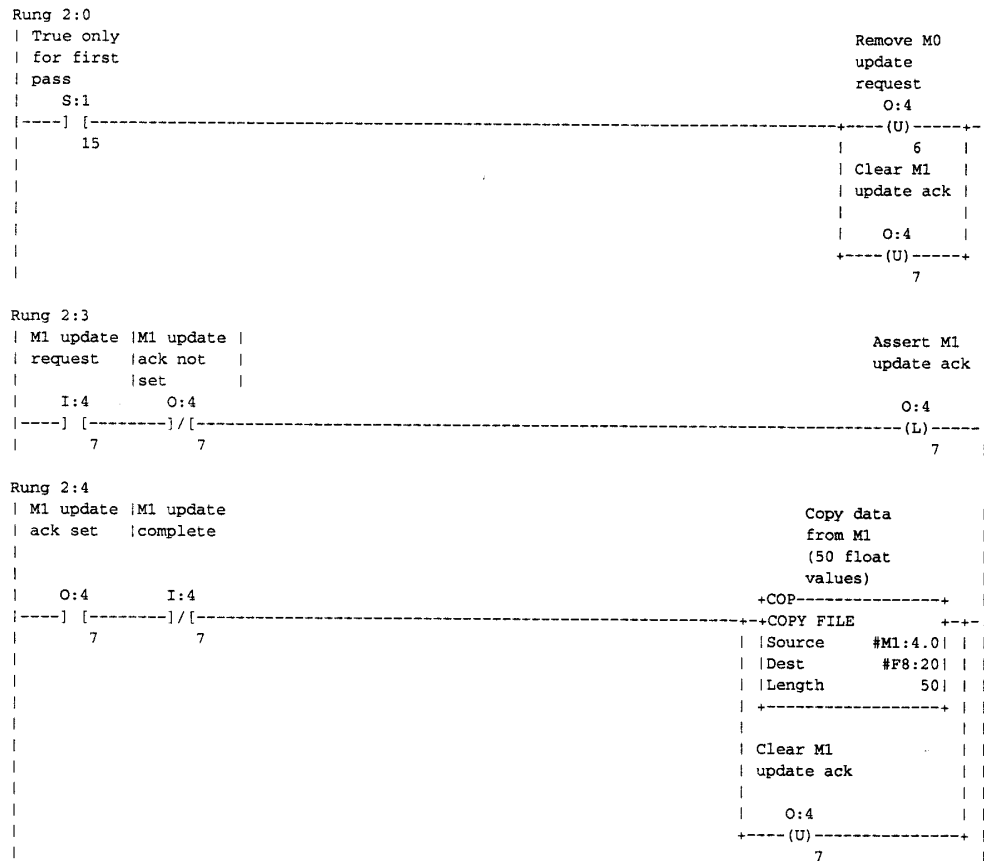 Rung 2:0
True only
for first
pass
S:1
] [
15
Remove M0
update
request
O:4
(U)
6
Clear M1
update ack
O:4
(U)
7
Rung 2:3
M1 update
request
M1 update
ack not
set
I:4 O:4
] [ ]/[
7 7
Assert M1
update ack
O:4
(L)
7
Rung 2:4
M1 update
ack set
M1 update
complete
O:4 I:4
] [ ]/[
7 7
Copy data
from M1
(50 float
values)
+COP
COPY FILE
Source #M1:4.0
Dest #F8:20
Length 50
Clear M1
update ack
O:4
(U)
7